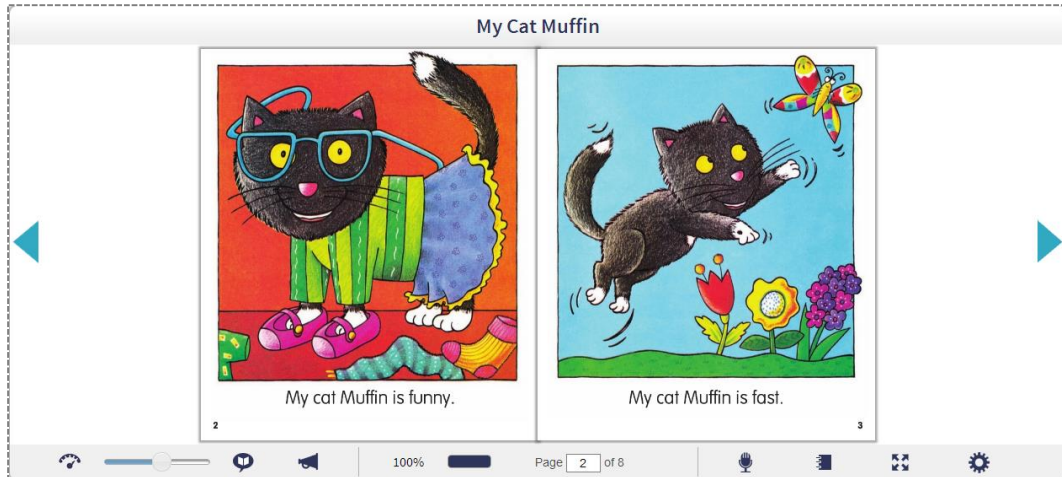 My Cat Muffin
My cat Muffin is funny.
2
My cat Muffin is fast.
3
100%
Page 2 of 8